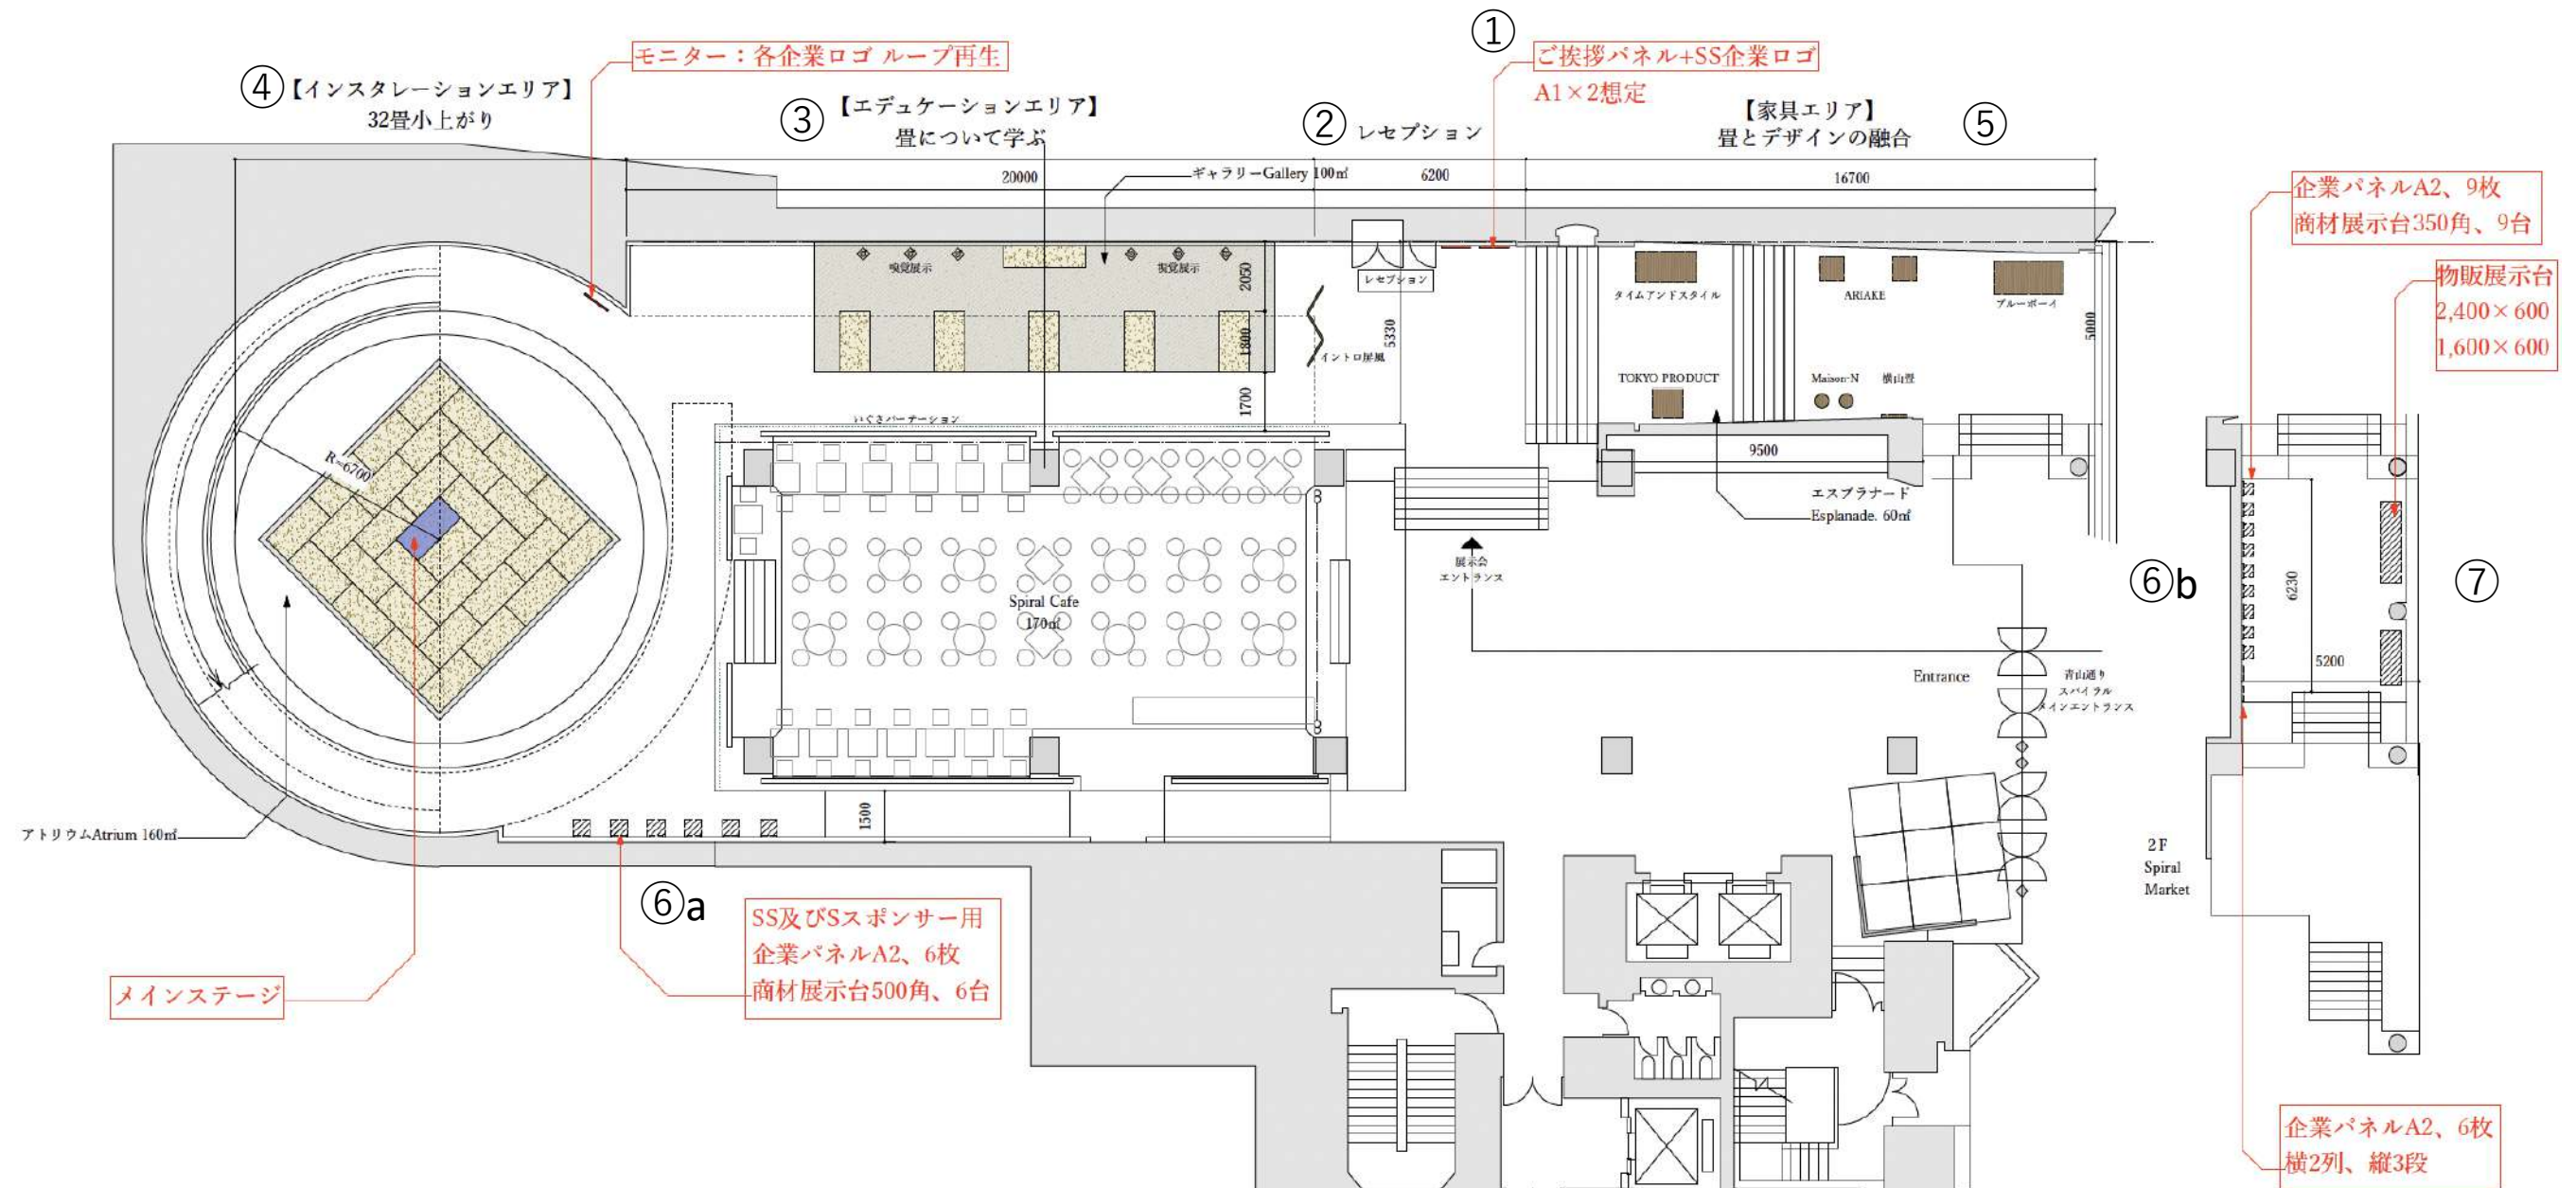 ①
モニター：各企業ロゴ ループ再生
ご挨拶パネル+SS企業ロゴ
A1×2想定
④
【インスタレーションエリア】
32畳小上がり
③
【エデュケーションエリア】
畳について学ぶ
②
レセプション
【家具エリア】
畳とデザインの融合
⑤
20000
ギャラリーGallery 100㎡
6200
16700
企業パネルA2、9枚
商材展示台350角、9台
嗅覚展示
視覚展示
2050
レセプション
タイムアンドスタイル
ARIAKE
ブルーボーイ
物販展示台
2,400×600
1,600×600
1800
5330
イントロ屏風
5000
TOKYO PRODUCT
Maison-N
横山畳
1700
いぐさパーテーション
R=6700
9500
エスプラナード
Esplanade. 60㎡
展示会
エントランス
Spiral Cafe
170㎡
⑥b
6230
⑦
5200
Entrance
青山通り
スパイラル
メインエントランス
1500
アトリウムAtrium 160㎡
2F
Spiral
Market
⑥a
SS及びSスポンサー用
企業パネルA2、6枚
商材展示台500角、6台
メインステージ
企業パネルA2、6枚
横2列、縦3段